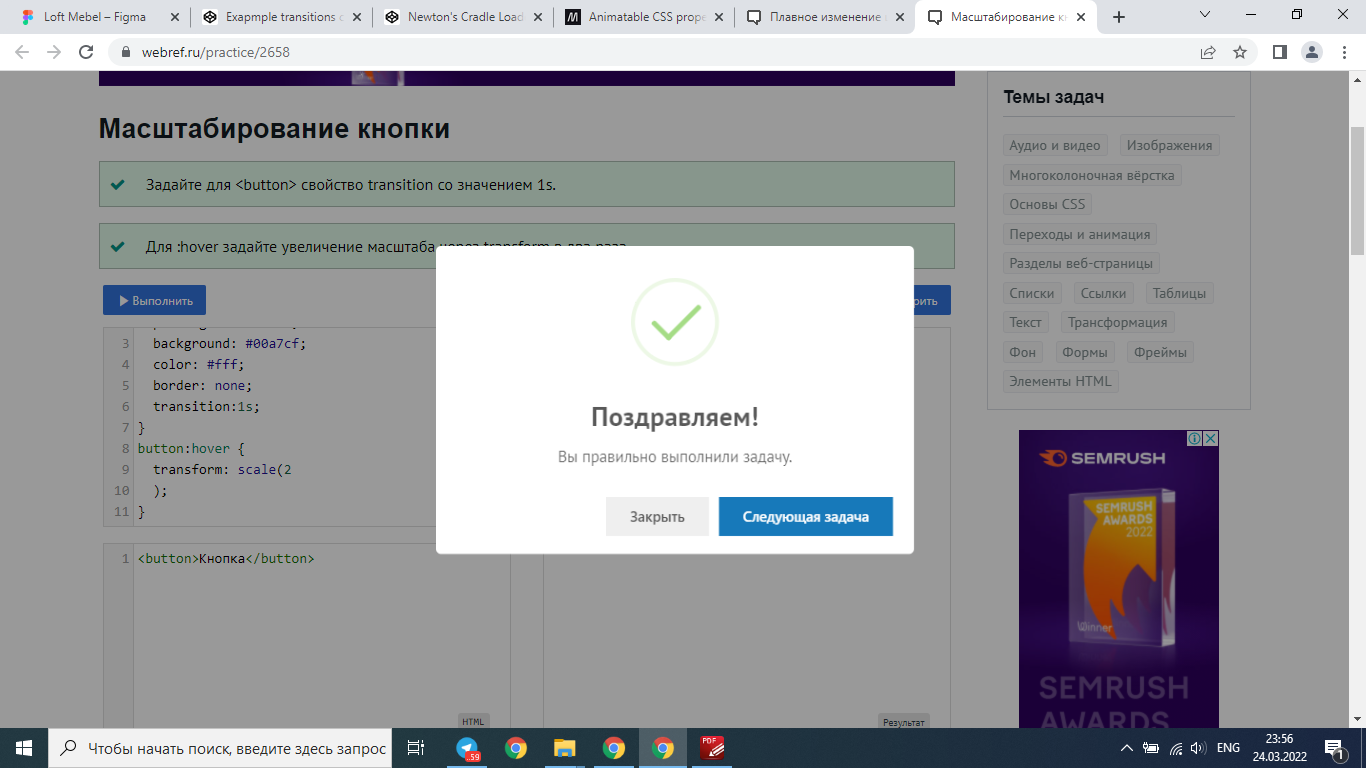 Loft Mebel – Figma
Exapmple transitions
Newton's Cradle Load
Animatable CSS prope
Плавное изменение
Масштабирование кн
webref.ru/practice/2658
Масштабирование кнопки
Задайте для <button> свойство transition со значением 1s.
Для :hover задайте увеличение масштаба через transform в два раза
Выполнить
3 background: #00a7cf;
4 color: #fff;
5 border: none;
6 transition:1s;
7 }
8 button:hover {
9 transform: scale(2
10 );
11 }
1 <button>Кнопка</button>
HTML
Результат
Поздравляем!
Вы правильно выполнили задачу.
Закрыть
Следующая задача
Темы задач
Аудио и видео
Изображения
Многоколоночная вёрстка
Основы CSS
Переходы и анимация
Разделы веб-страницы
Списки
Ссылки
Таблицы
Текст
Трансформация
Фон
Формы
Фреймы
Элементы HTML
SEMRUSH
SEMRUSH
AWARDS
2022
Winner
SEMRUSH
AWARDS
Чтобы начать поиск, введите здесь запрос
59
PDF
ENG
23:56
24.03.2022
1